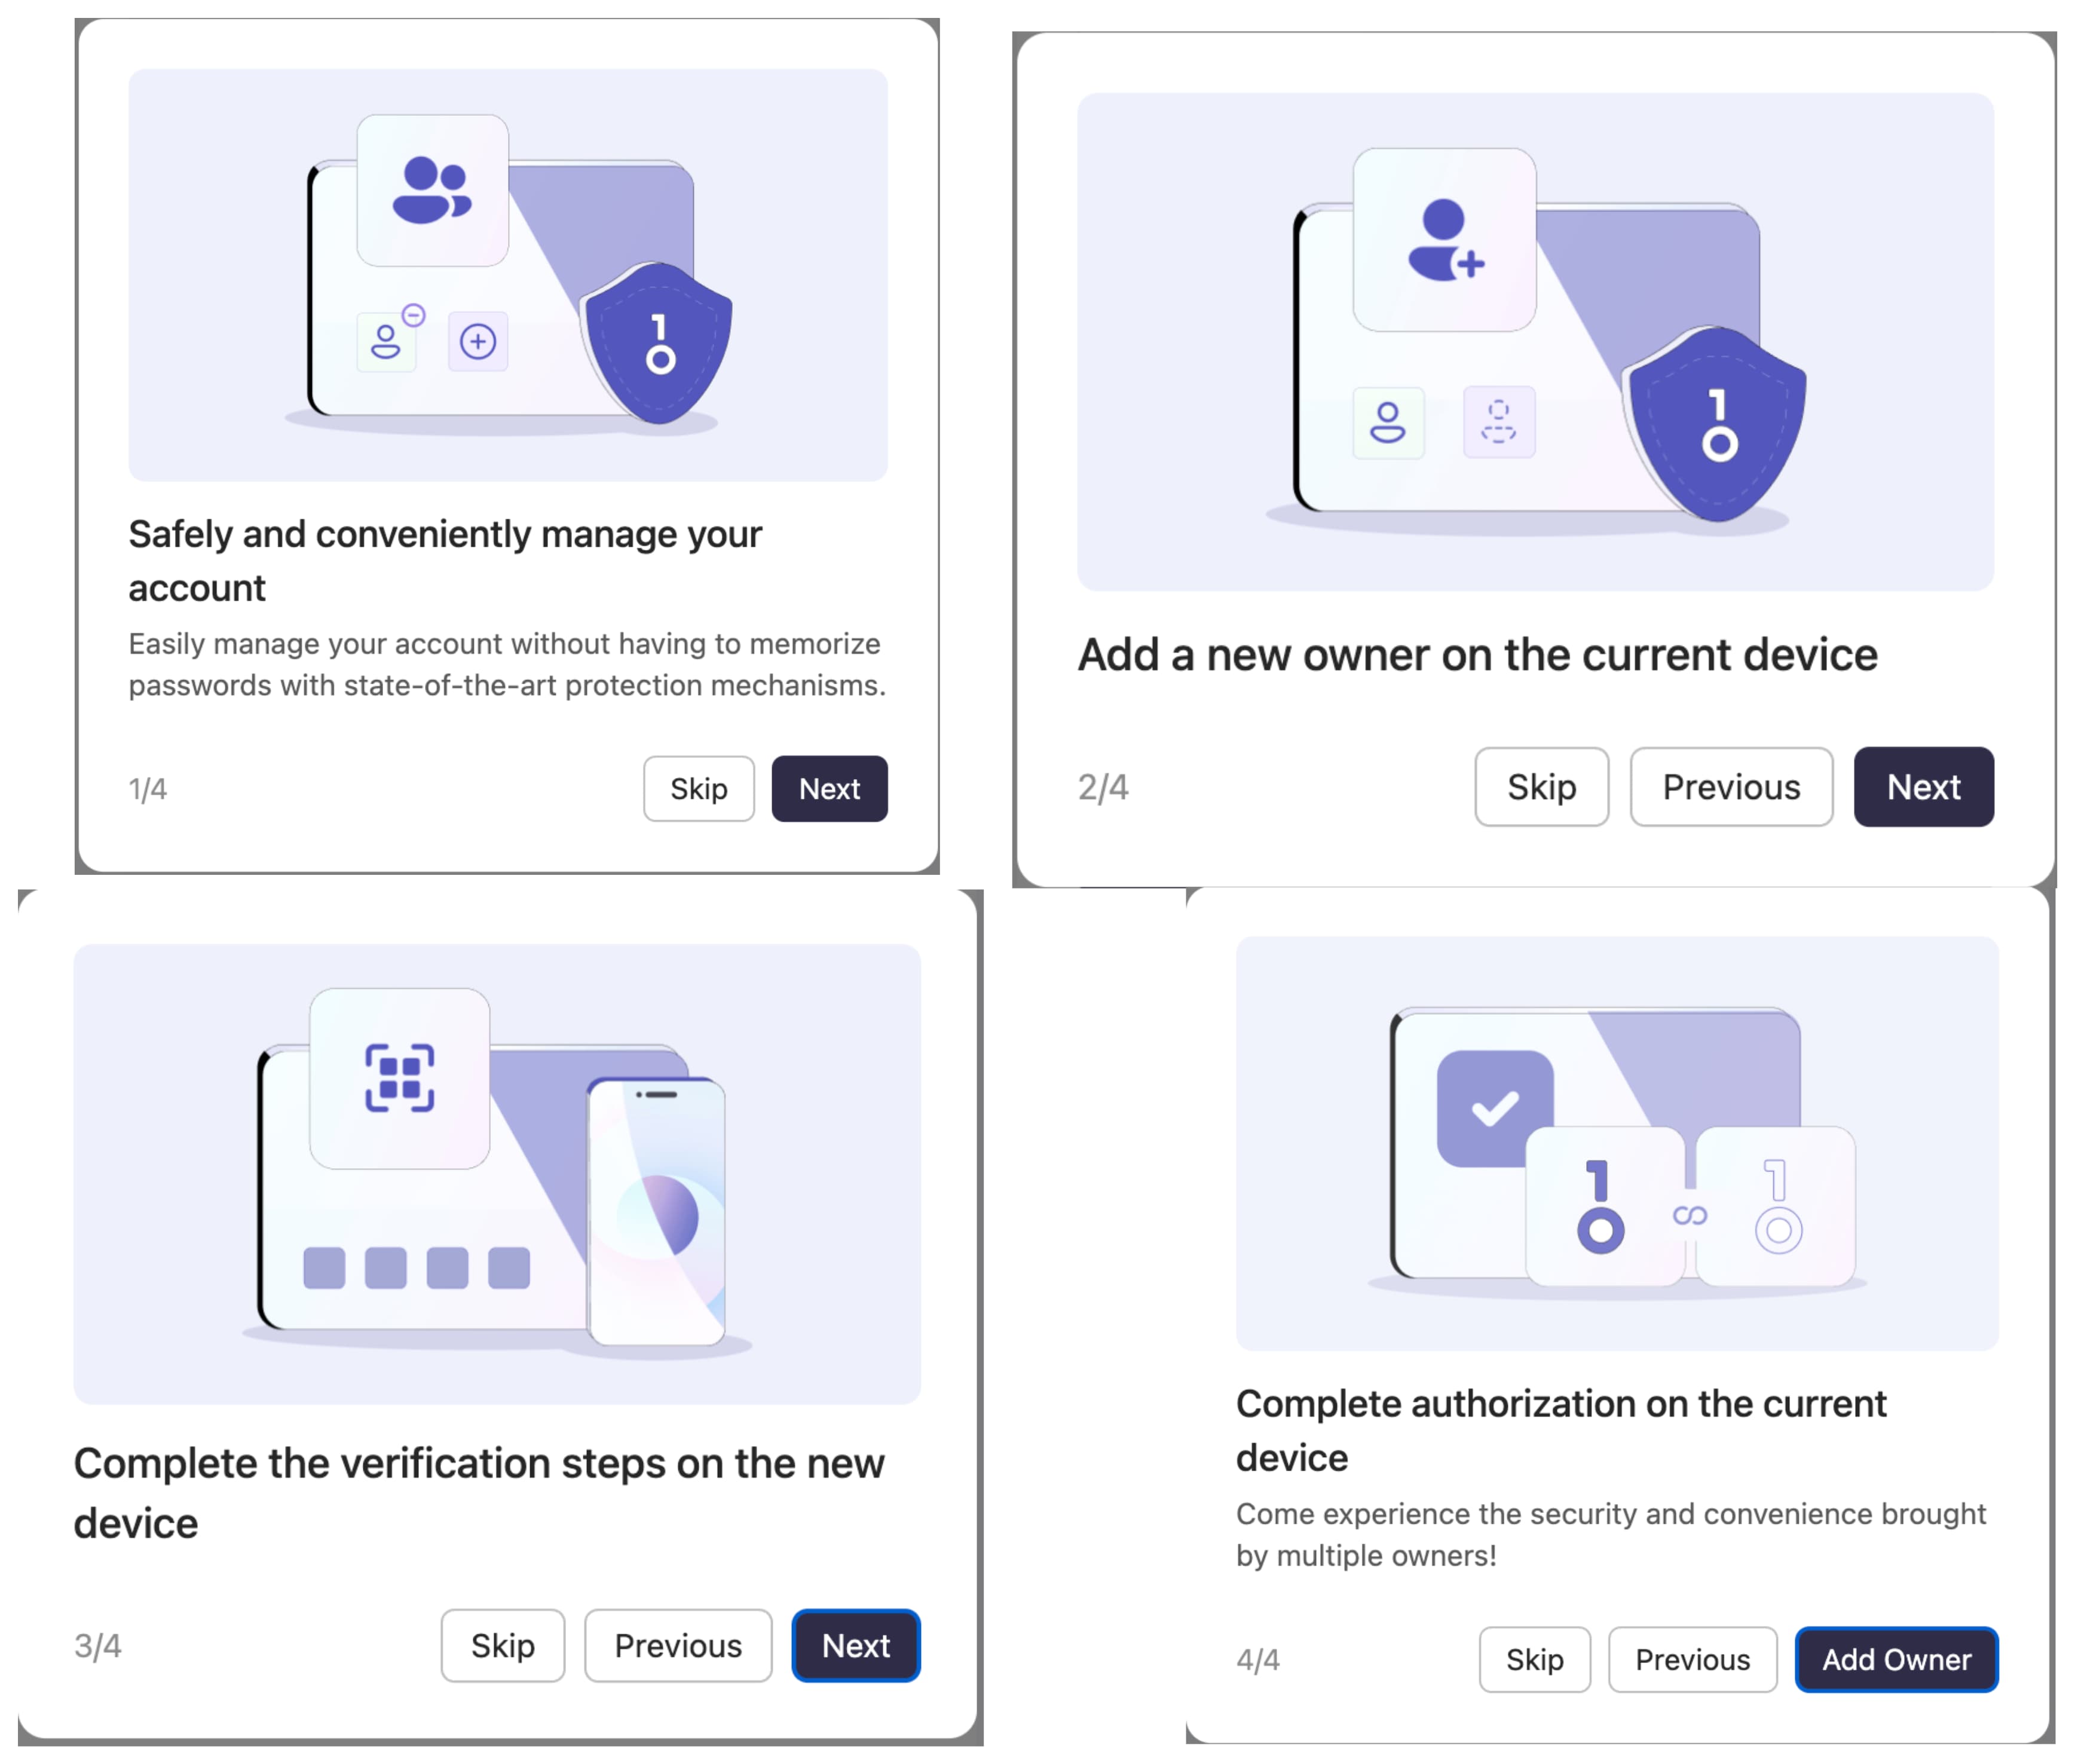 Safely and conveniently manage your
account
Easily manage your account without having to memorize
passwords with state-of-the-art protection mechanisms.
1/4
Skip
Next
Add a new owner on the current device
2/4
Skip
Previous
Next
Complete the verification steps on the new
device
3/4
Skip
Previous
Next
Complete authorization on the current
device
Come experience the security and convenience brought
by multiple owners!
4/4
Skip
Previous
Add Owner